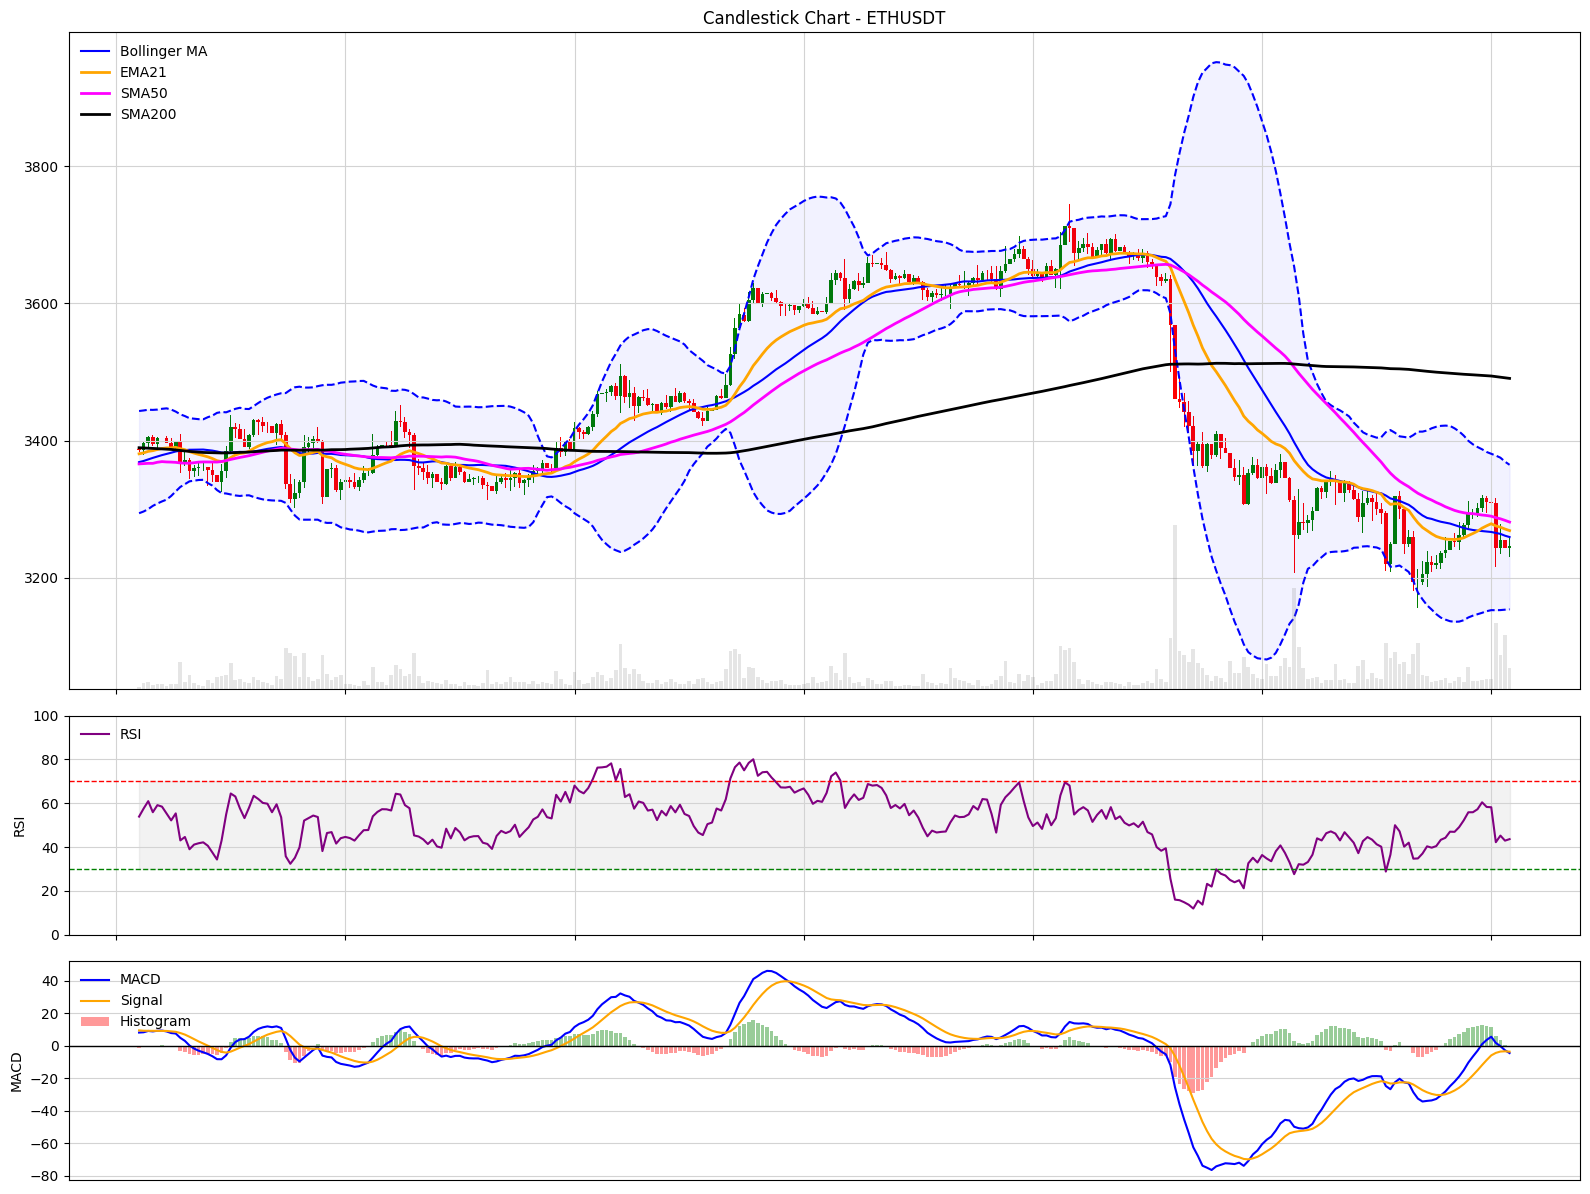 Candlestick Chart - ETHUSDT
Bollinger MA
EMA21
SMA50
SMA200
3800
3600
3400
3200
100
80
60
40
20
0
RSI
RSI
40
20
0
−20
−40
−60
−80
MACD
MACD
Signal
Histogram